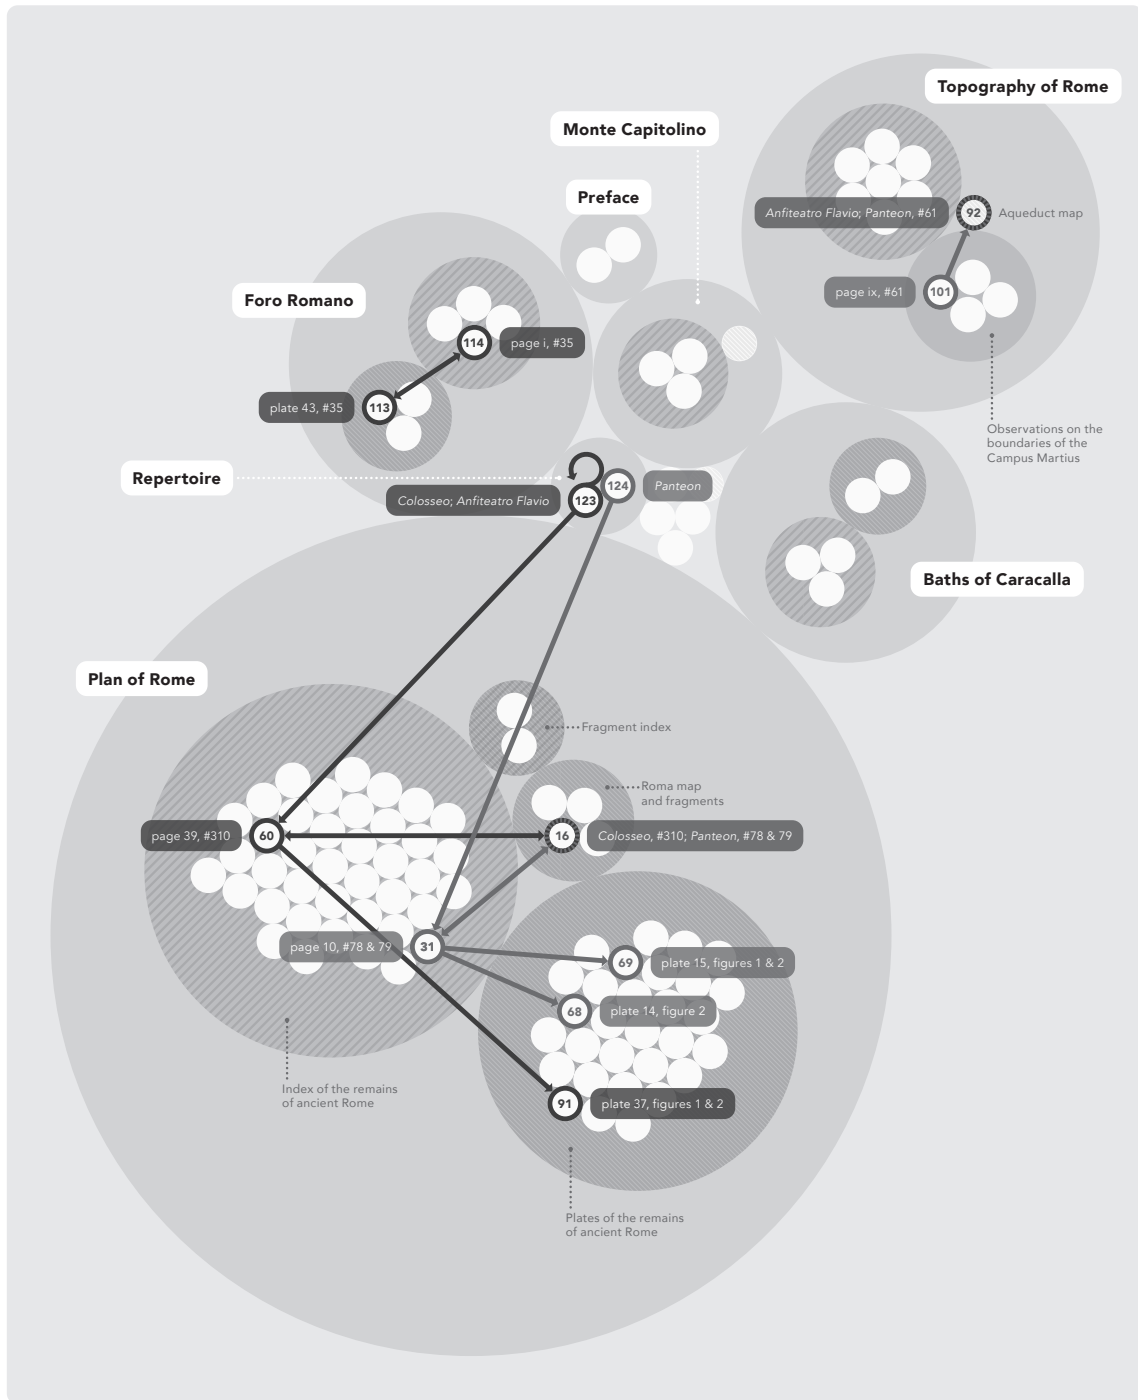 Topography of Rome
Monte Capitolino
Preface
Anfiteatro Flavio; Panteon, #61
92
Aqueduct map
page ix, #61
101
Foro Romano
114
page i, #35
plate 43, #35
113
Observations on the
boundaries of the
Campus Martius
Repertoire
Colosseo; Anfiteatro Flavio
123
124
Panteon
Baths of Caracalla
Plan of Rome
Fragment index
Roma map
and fragments
page 39, #310
60
16
Colosseo, #310; Panteon, #78 & 79
page 10, #78 & 79
31
69
plate 15, figures 1 & 2
68
plate 14, figure 2
Index of the remains
of ancient Rome
91
plate 37, figures 1 & 2
Plates of the remains
of ancient Rome